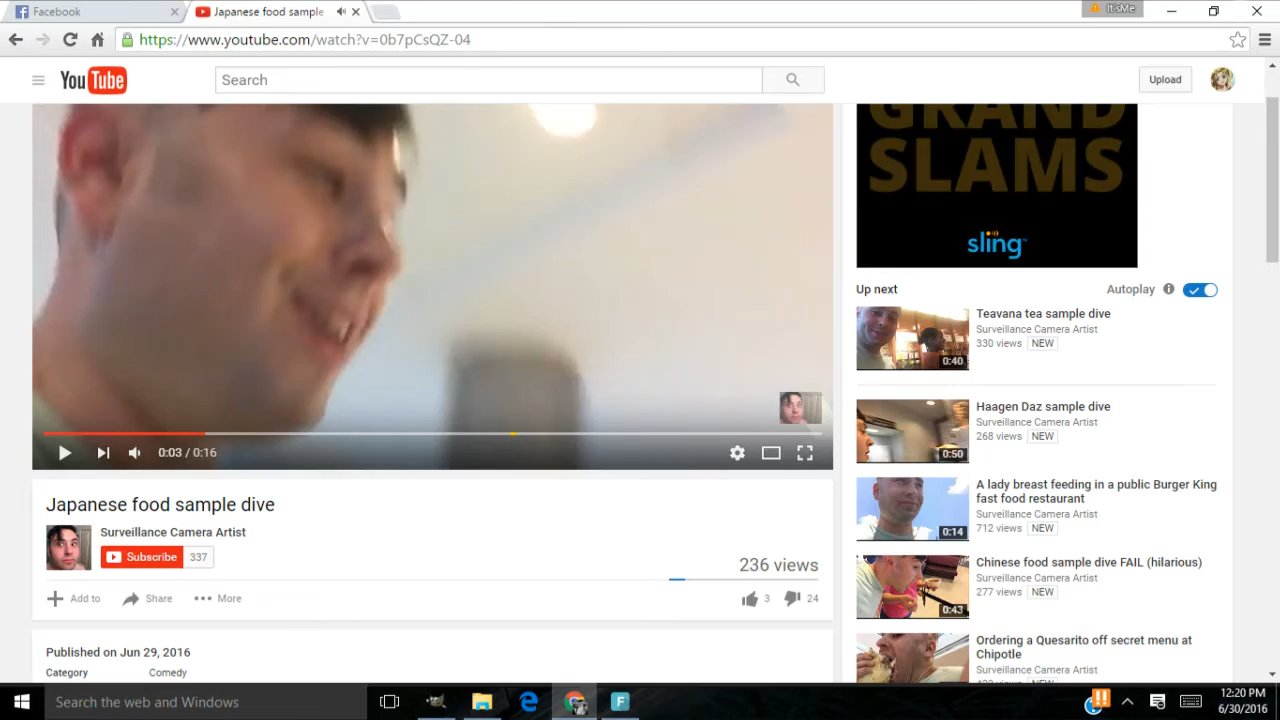 Facebook
Japanese food sample
It'sMe
https://www.youtube.com/watch?v=0b7pCsQZ-04
YouTube
Search
Upload
GRAND
SLAMS
sling
Up next
Autoplay
Teavana tea sample dive
Surveillance Camera Artist
330 views NEW
0:40
Haagen Daz sample dive
Surveillance Camera Artist
268 views NEW
0:50
A lady breast feeding in a public Burger King
fast food restaurant
Surveillance Camera Artist
712 views NEW
0:14
Chinese food sample dive FAIL (hilarious)
Surveillance Camera Artist
277 views NEW
0:43
Ordering a Quesarito off secret menu at
Chipotle
Surveillance Camera Artist
0:03 / 0:16
Japanese food sample dive
Surveillance Camera Artist
Subscribe 337
236 views
Add to Share More
3 24
Published on Jun 29, 2016
Category Comedy
Search the web and Windows
12:20 PM
6/30/2016